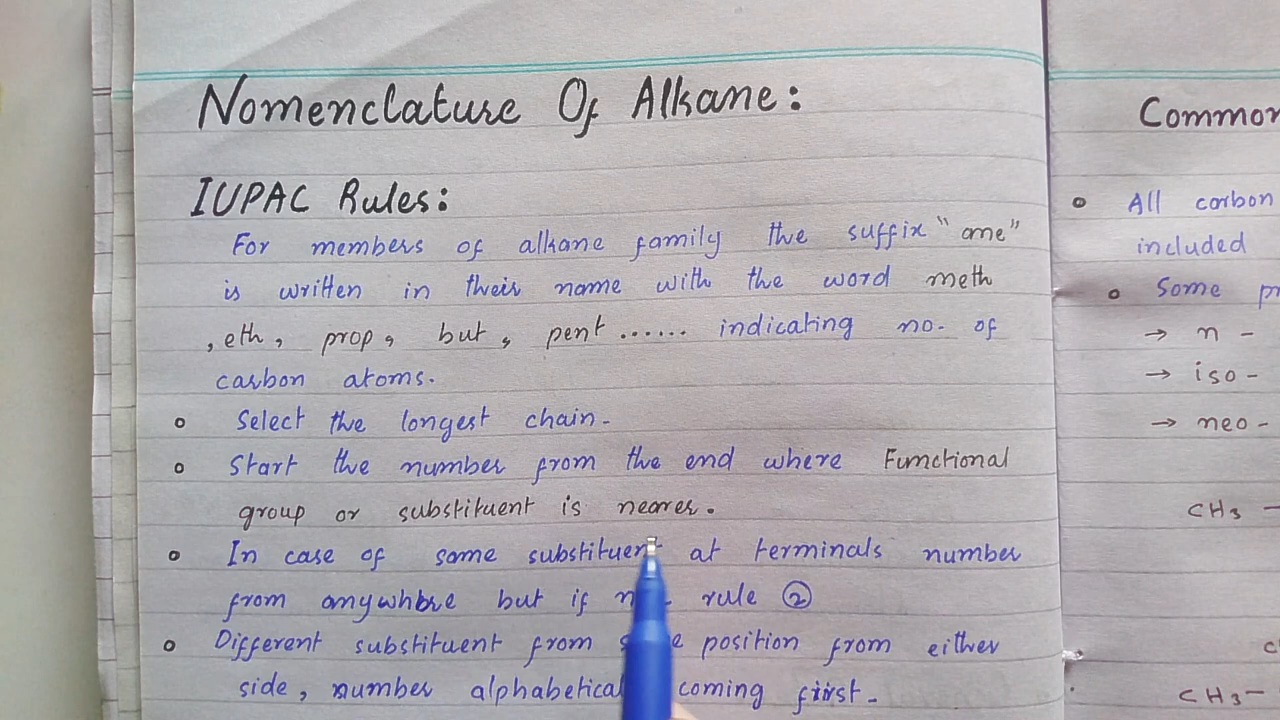 Nomenclature Of Alkane:
IUPAC Rules:
For members of alkane family the suffix "ane"
is written in their name with the word meth
, eth, prop, but, pent ...... indicating no. of
carbon atoms.
o Select the longest chain.
o Start the number from the end where Functional
group or substituent is nearer.
o In case of same substituent at terminals number
from anywhere but if rule ②
o Different substituent from position from either
side, number alphabetical coming first.
Common
o All carbon
included
o Some
→ n -
→ iso-
→ neo-
CH3 —
CH3 —